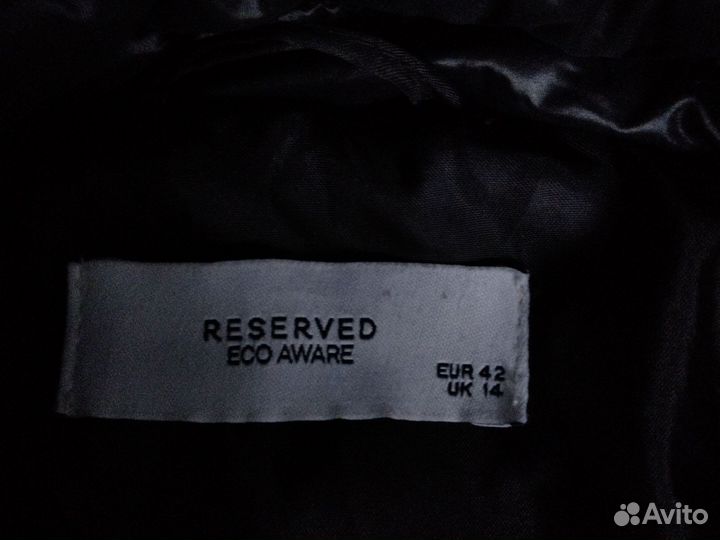 RESERVED
ECO AWARE
EUR 42
UK 14
Avito